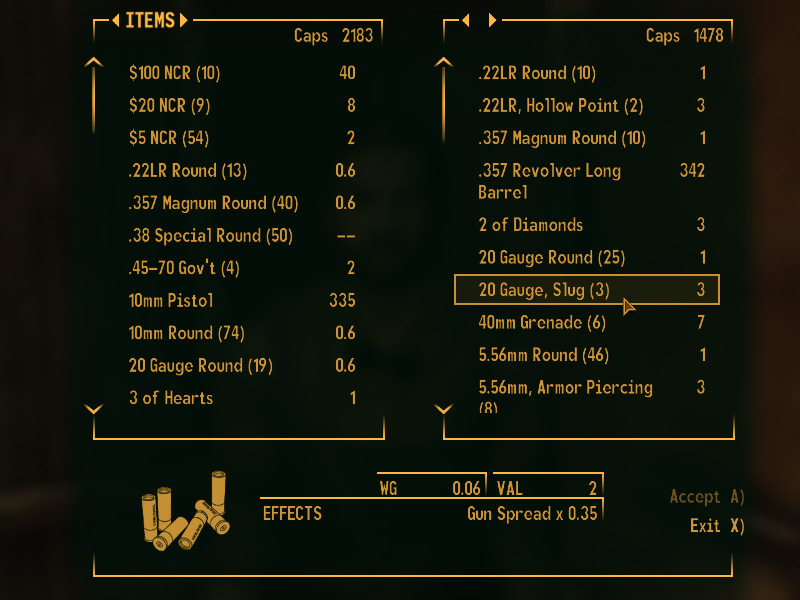 ITEMS
Caps 2183
$100 NCR (10) 40
$20 NCR (9) 8
$5 NCR (54) 2
.22LR Round (13) 0.6
.357 Magnum Round (40) 0.6
.38 Special Round (50) --
.45-70 Gov't (4) 2
10mm Pistol 335
10mm Round (74) 0.6
20 Gauge Round (19) 0.6
3 of Hearts 1
Caps 1478
.22LR Round (10) 1
.22LR, Hollow Point (2) 3
.357 Magnum Round (10) 1
.357 Revolver Long 342
Barrel
2 of Diamonds 3
20 Gauge Round (25) 1
20 Gauge, Slug (3) 3
40mm Grenade (6) 7
5.56mm Round (46) 1
5.56mm, Armor Piercing 3
(8)
WG 0.06 VAL 2
EFFECTS Gun Spread x 0.35
Accept A)
Exit X)